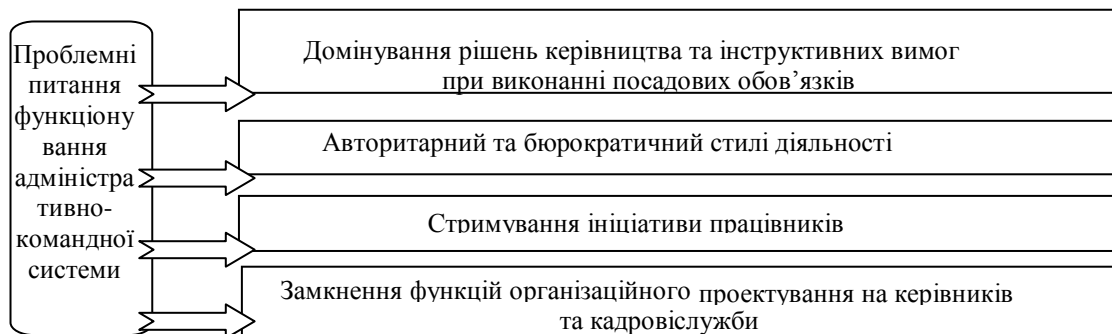 Проблемні
питання
функціону
вання
адміністра
тивно-
командної
системи
Домінування рішень керівництва та інструктивних вимог
при виконанні посадових обов’язків
Авторитарний та бюрократичний стилі діяльності
Стримування ініціативи працівників
Замкнення функцій організаційного проектування на керівників
та кадровіслужби